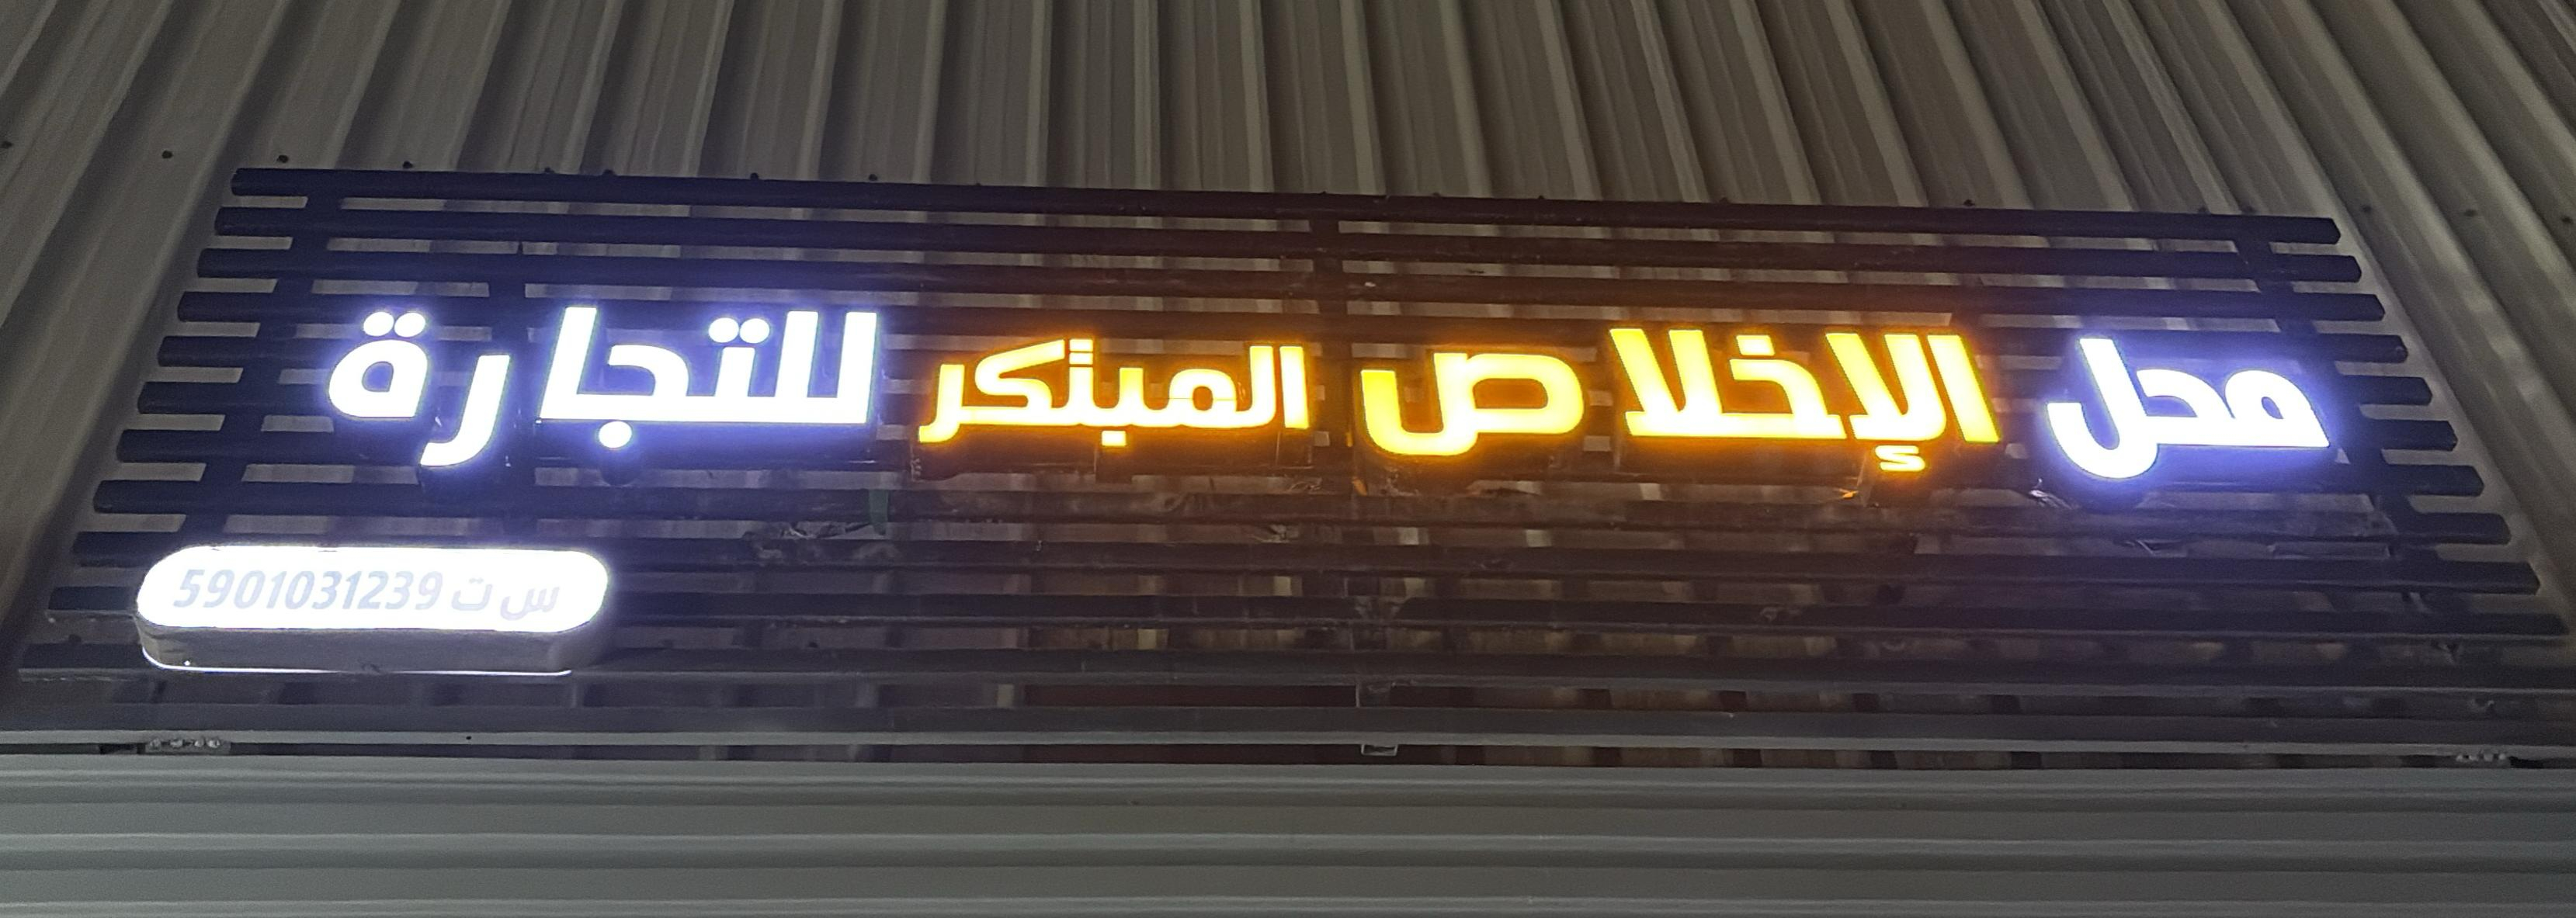 محل الإخلاص المبتكر للتجارة
س ت 5901031239